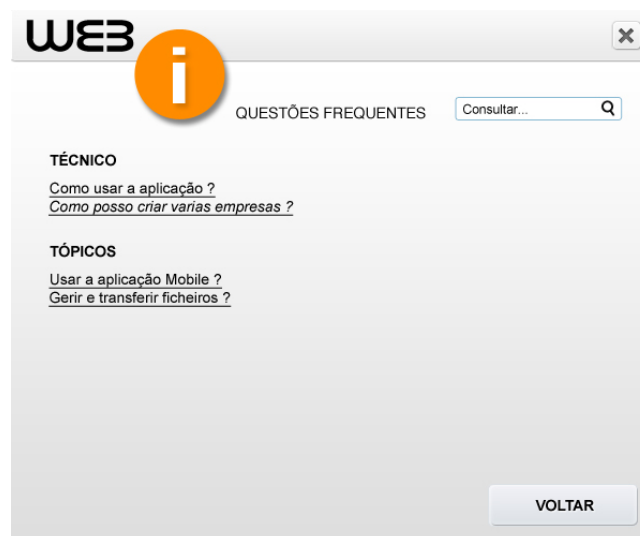 WEB
i
QUESTÕES FREQUENTES
Consultar...
TÉCNICO
Como usar a aplicação ?
Como posso criar varias empresas ?
TÓPICOS
Usar a aplicação Mobile ?
Gerir e transferir ficheiros ?
VOLTAR